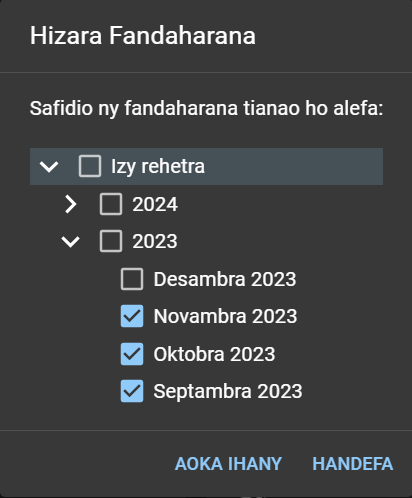 Hizara Fandaharana
Safidio ny fandaharana tianao ho alefa:
Izy rehetra
2024
2023
Desambra 2023
Novambra 2023
Oktobra 2023
Septambra 2023
AOKA IHANY HANDEFA